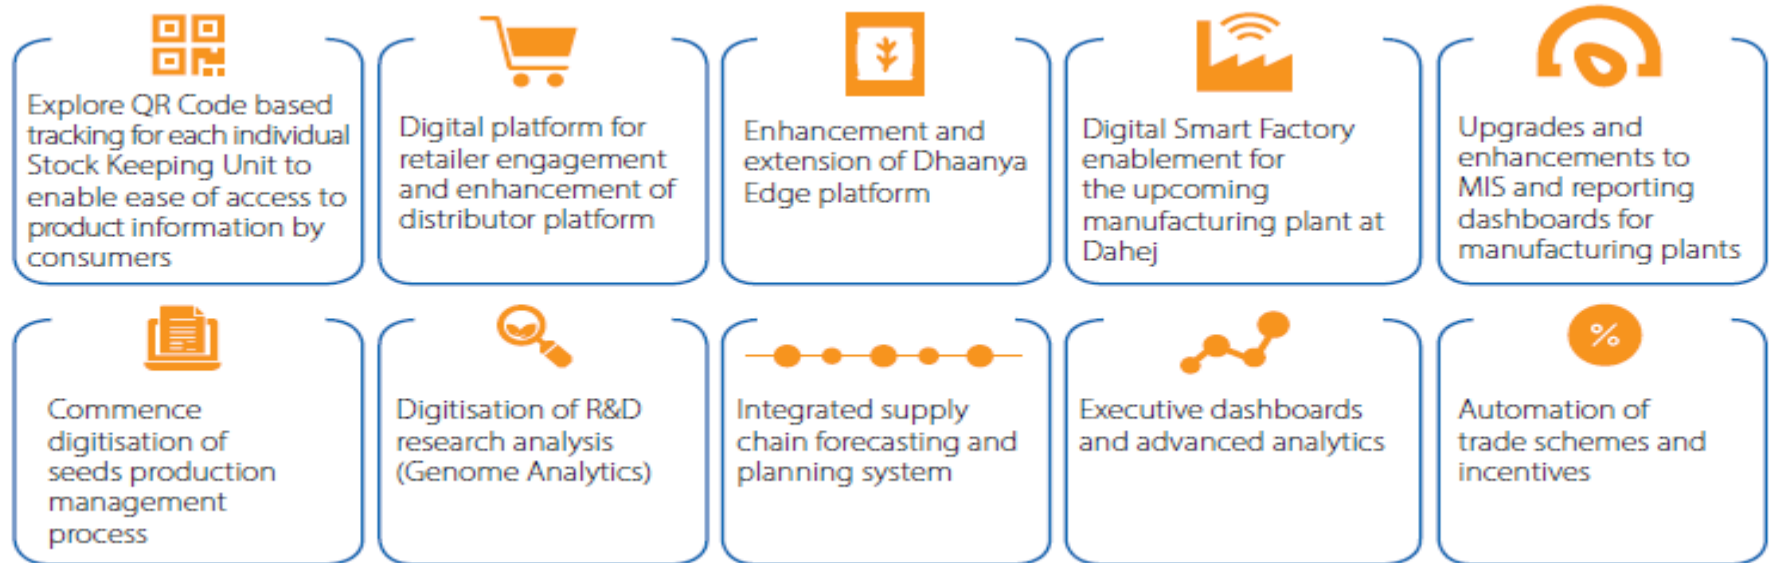 Explore QR Code based
tracking for each individual
Stock Keeping Unit to
enable ease of access to
product information by
consumers
Digital platform for
retailer engagement
and enhancement of
distributor platform
Enhancement and
extension of Dhaanya
Edge platform
Digital Smart Factory
enablement for
the upcoming
manufacturing plant at
Dahej
Upgrades and
enhancements to
MIS and reporting
dashboards for
manufacturing plants
Commence
digitisation of
seeds production
management
process
Digitisation of R&D
research analysis
(Genome Analytics)
Integrated supply
chain forecasting and
planning system
Executive dashboards
and advanced analytics
%
Automation of
trade schemes and
incentives